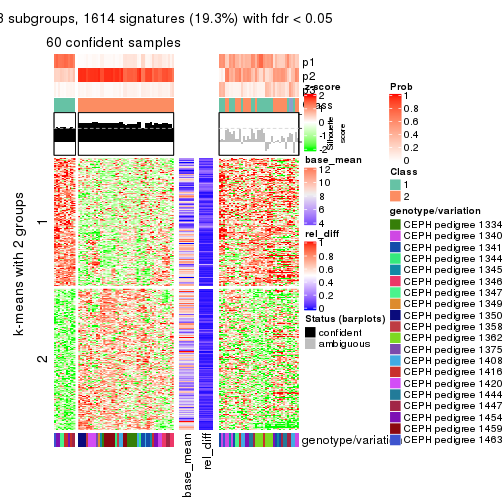 3 subgroups, 1614 signatures (19.3%) with fdr < 0.05
60 confident samples
p1
p2
p3
Class
Silhouette
score
k-means with 2 groups
1
2
base_mean
rel_diff
genotype/variation
z-score
2
-2
base_mean
12
10
8
6
4
rel_diff
1
0.8
0.6
0.4
0.2
0
Status (barplots)
confident
ambiguous
Prob
1
0.8
0.6
0.4
0.2
0
Class
1
2
genotype/variation
CEPH pedigree 1334
CEPH pedigree 1340
CEPH pedigree 1341
CEPH pedigree 1344
CEPH pedigree 1345
CEPH pedigree 1346
CEPH pedigree 1347
CEPH pedigree 1349
CEPH pedigree 1350
CEPH pedigree 1358
CEPH pedigree 1362
CEPH pedigree 1375
CEPH pedigree 1408
CEPH pedigree 1416
CEPH pedigree 1420
CEPH pedigree 1444
CEPH pedigree 1447
CEPH pedigree 1454
CEPH pedigree 1459
CEPH pedigree 1463